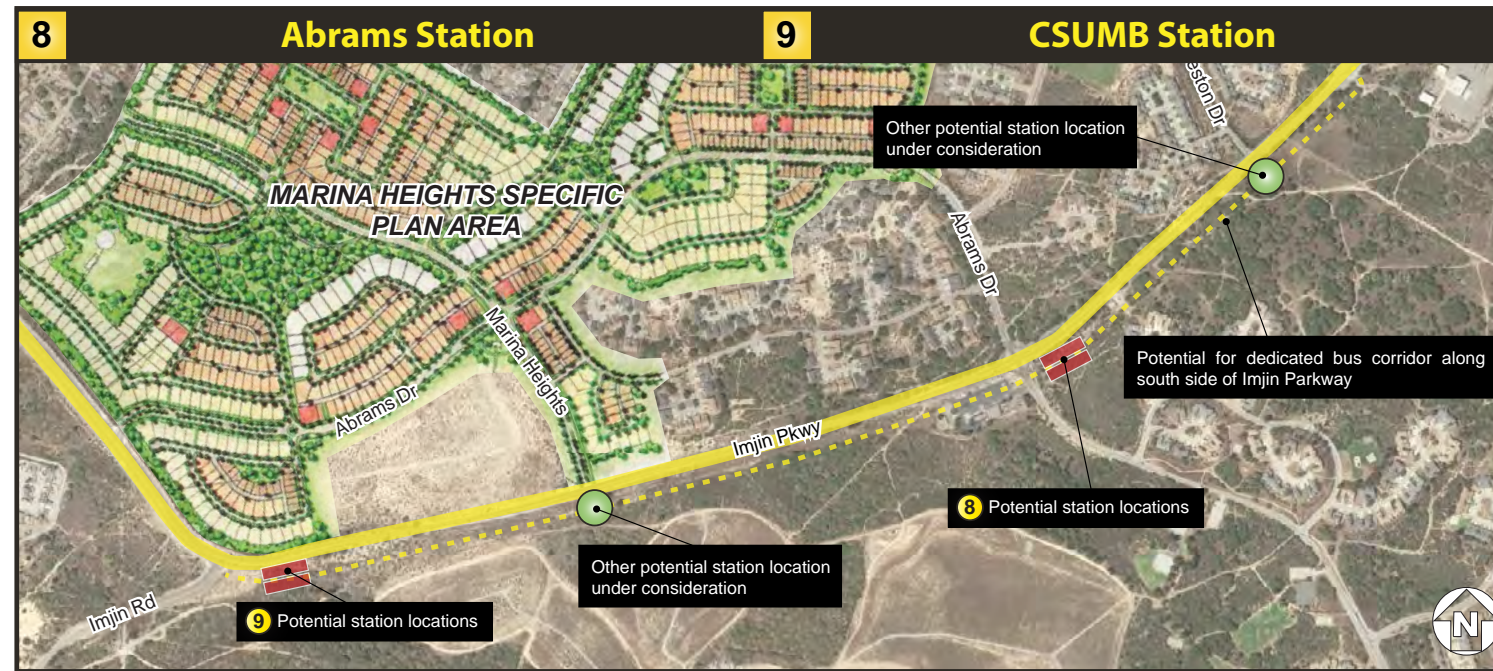 8 Abrams Station 9 CSUMB Station
eston Dr
Other potential station location
under consideration
MARINA HEIGHTS SPECIFIC
PLAN AREA
Abrams Dr
Marina Heights
Potential for dedicated bus corridor along
south side of Imjin Parkway
Abrams Dr
Imjin Pkwy
8 Potential station locations
Other potential station location
under consideration
Imjin Rd
9 Potential station locations
N